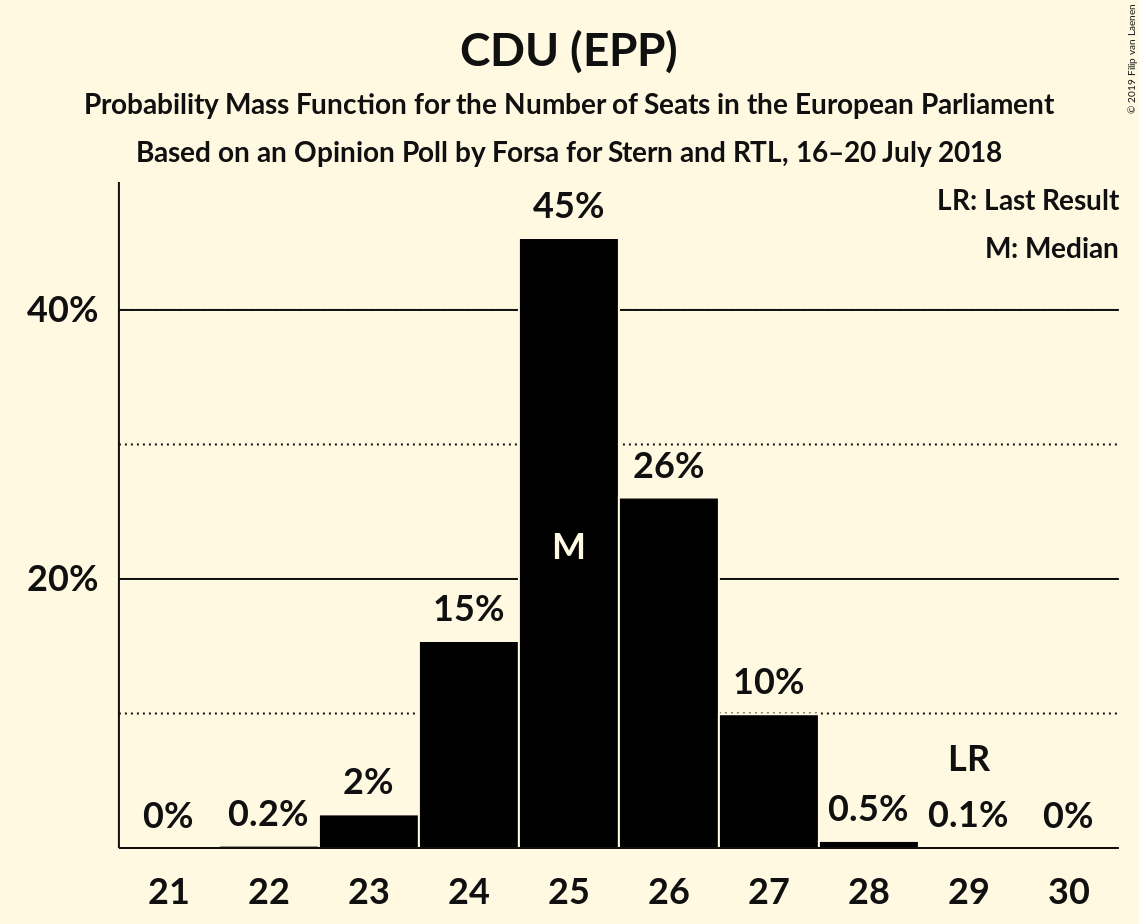 CDU (EPP)
Probability Mass Function for the Number of Seats in the European Parliament
Based on an Opinion Poll by Forsa for Stern and RTL, 16–20 July 2018
© 2019 Filip van Laenen
LR: Last Result
M: Median
45%
40%
26%
M
20%
15%
10%
LR
2%
0% 0.2% 0.5% 0.1% 0%
21 22 23 24 25 26 27 28 29 30